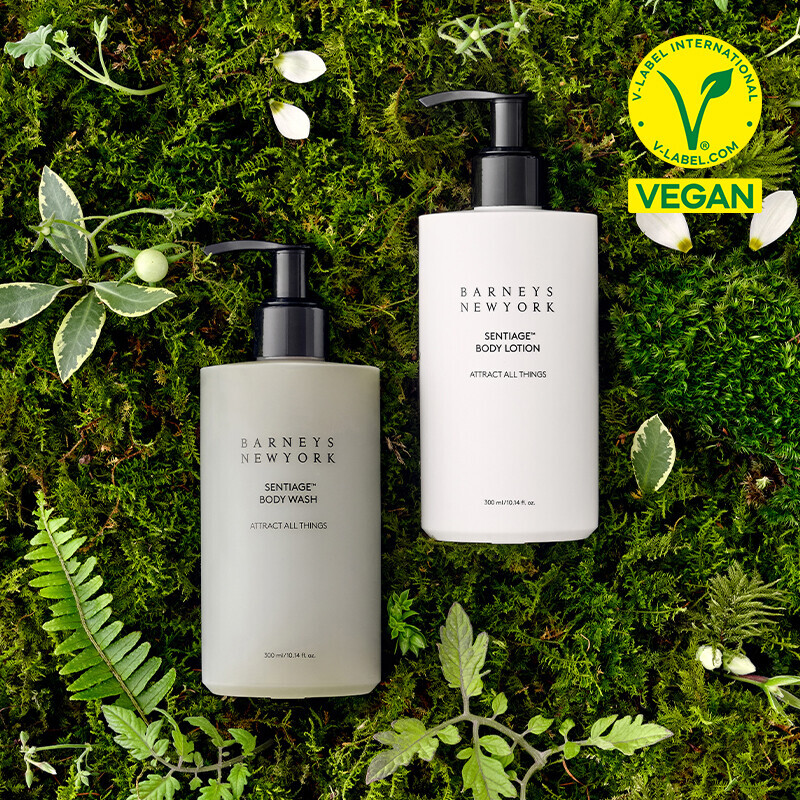 V-LABEL INTERNATIONAL
V-LABEL.COM
®
VEGAN
BARNEYS
NEWYORK
SENTIAGE™
BODY LOTION
ATTRACT ALL THINGS
300 ml/10.14 fl. oz.
BARNEYS
NEWYORK
SENTIAGE™
BODY WASH
ATTRACT ALL THINGS
300 ml/10.14 fl. oz.